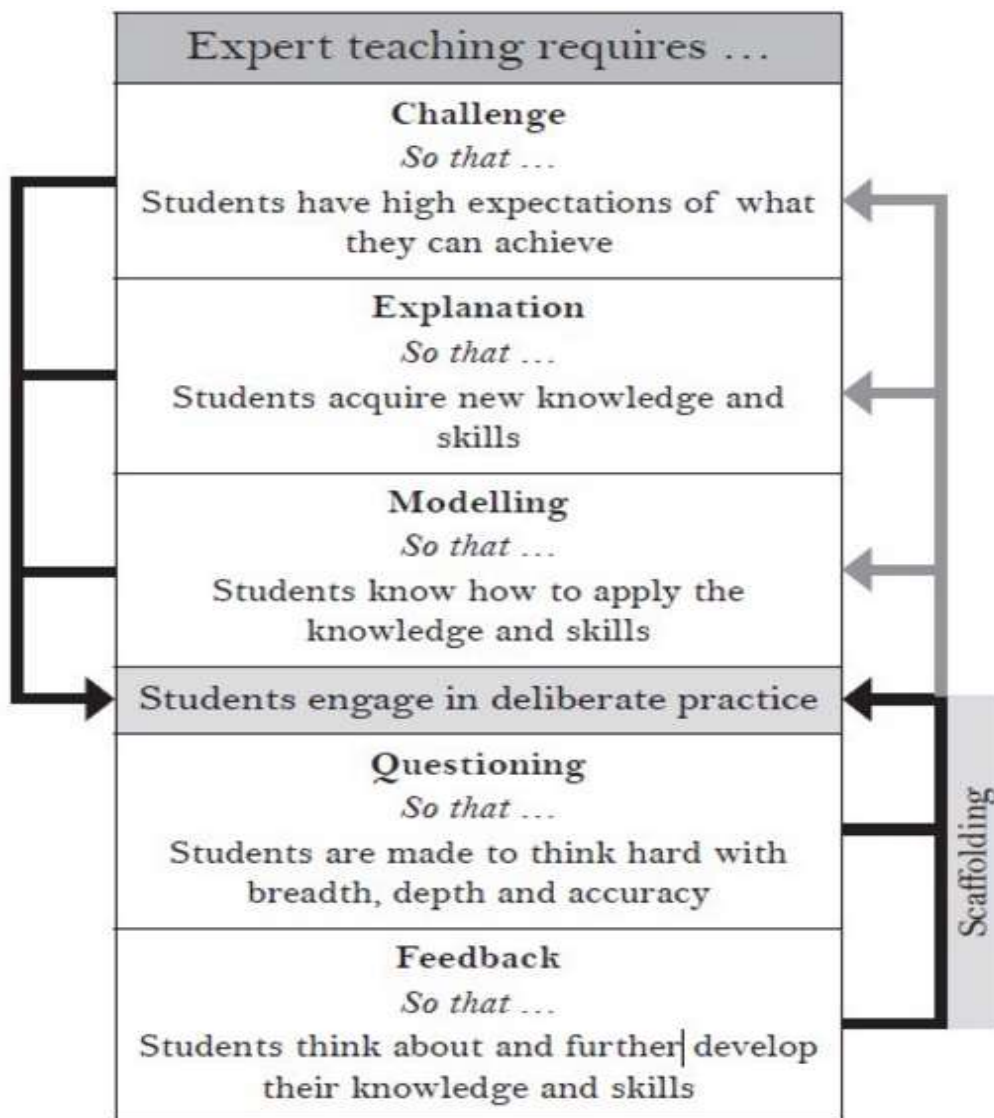 Expert teaching requires …
Challenge
So that …
Students have high expectations of what
they can achieve
Explanation
So that …
Students acquire new knowledge and
skills
Modelling
So that …
Students know how to apply the
knowledge and skills
Students engage in deliberate practice
Questioning
So that …
Students are made to think hard with
breadth, depth and accuracy
Feedback
So that …
Students think about and further develop
their knowledge and skills
Scaffolding